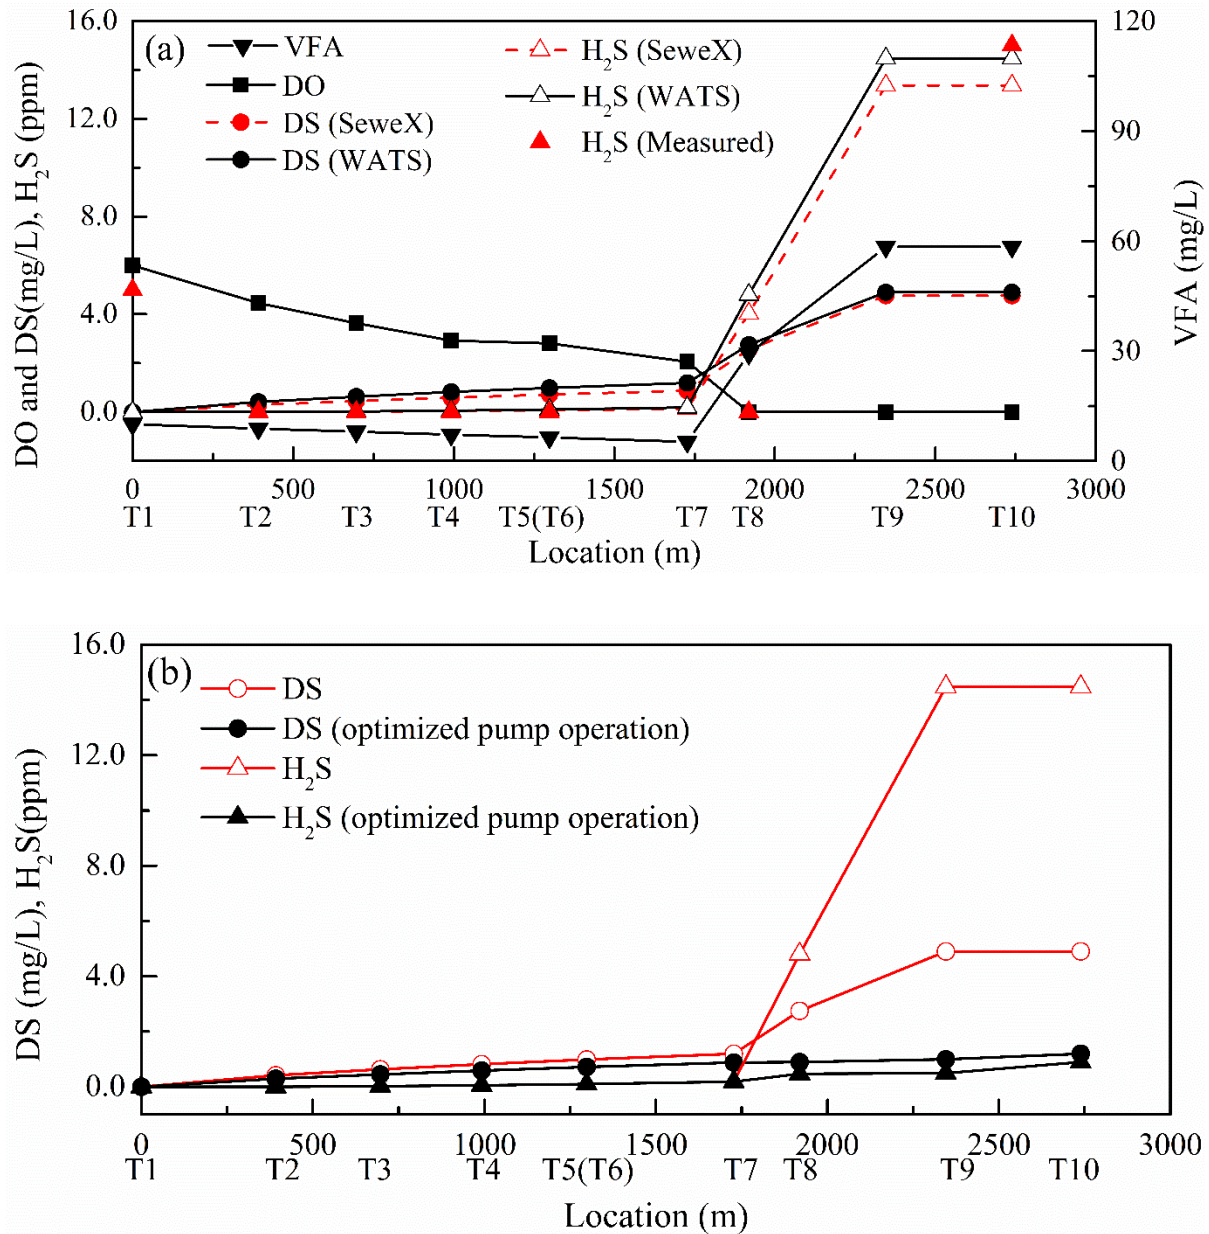 (a)
VFA
DO
DS (SeweX)
DS (WATS)
H₂S (SeweX)
H₂S (WATS)
H₂S (Measured)
DO and DS(mg/L), H₂S (ppm)
16.0
12.0
8.0
4.0
0.0
VFA (mg/L)
120
90
60
30
0
0 500 1000 1500 2000 2500 3000
T1 T2 T3 T4 T5(T6) T7 T8 T9 T10
Location (m)
(b)
DS
DS (optimized pump operation)
H₂S
H₂S (optimized pump operation)
DS (mg/L), H₂S(ppm)
16.0
12.0
8.0
4.0
0.0
0 500 1000 1500 2000 2500 3000
T1 T2 T3 T4 T5(T6) T7 T8 T9 T10
Location (m)